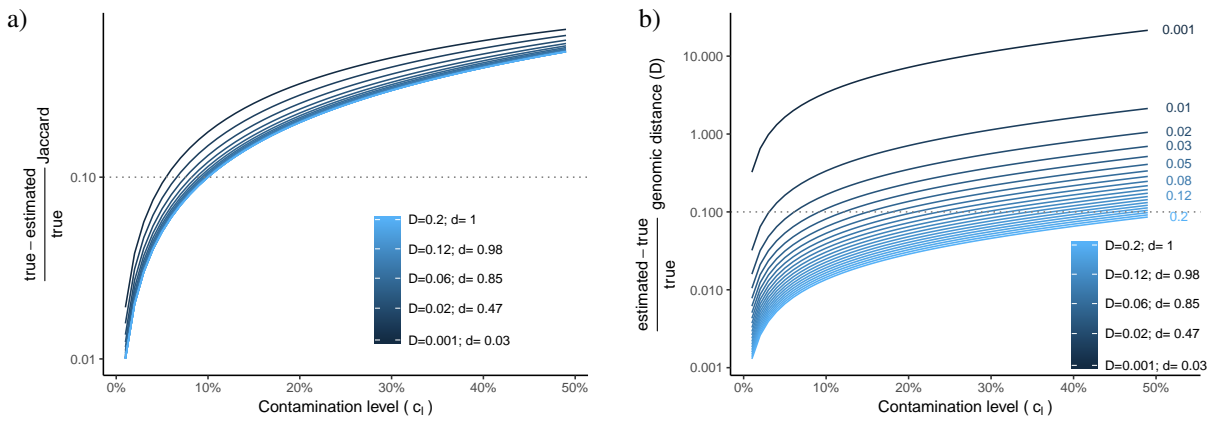 a)
true − estimated
true
Jaccard
0.10
0.01
0%
10%
20%
30%
40%
50%
Contamination level ( cl )
D=0.2; d= 1
D=0.12; d= 0.98
D=0.06; d= 0.85
D=0.02; d= 0.47
D=0.001; d= 0.03
b)
estimated − true
true
genomic distance (D)
10.000
1.000
0.100
0.010
0.001
0%
10%
20%
30%
40%
50%
Contamination level ( cl )
0.001
0.01
0.02
0.03
0.05
0.08
0.12
0.2
D=0.2; d= 1
D=0.12; d= 0.98
D=0.06; d= 0.85
D=0.02; d= 0.47
D=0.001; d= 0.03